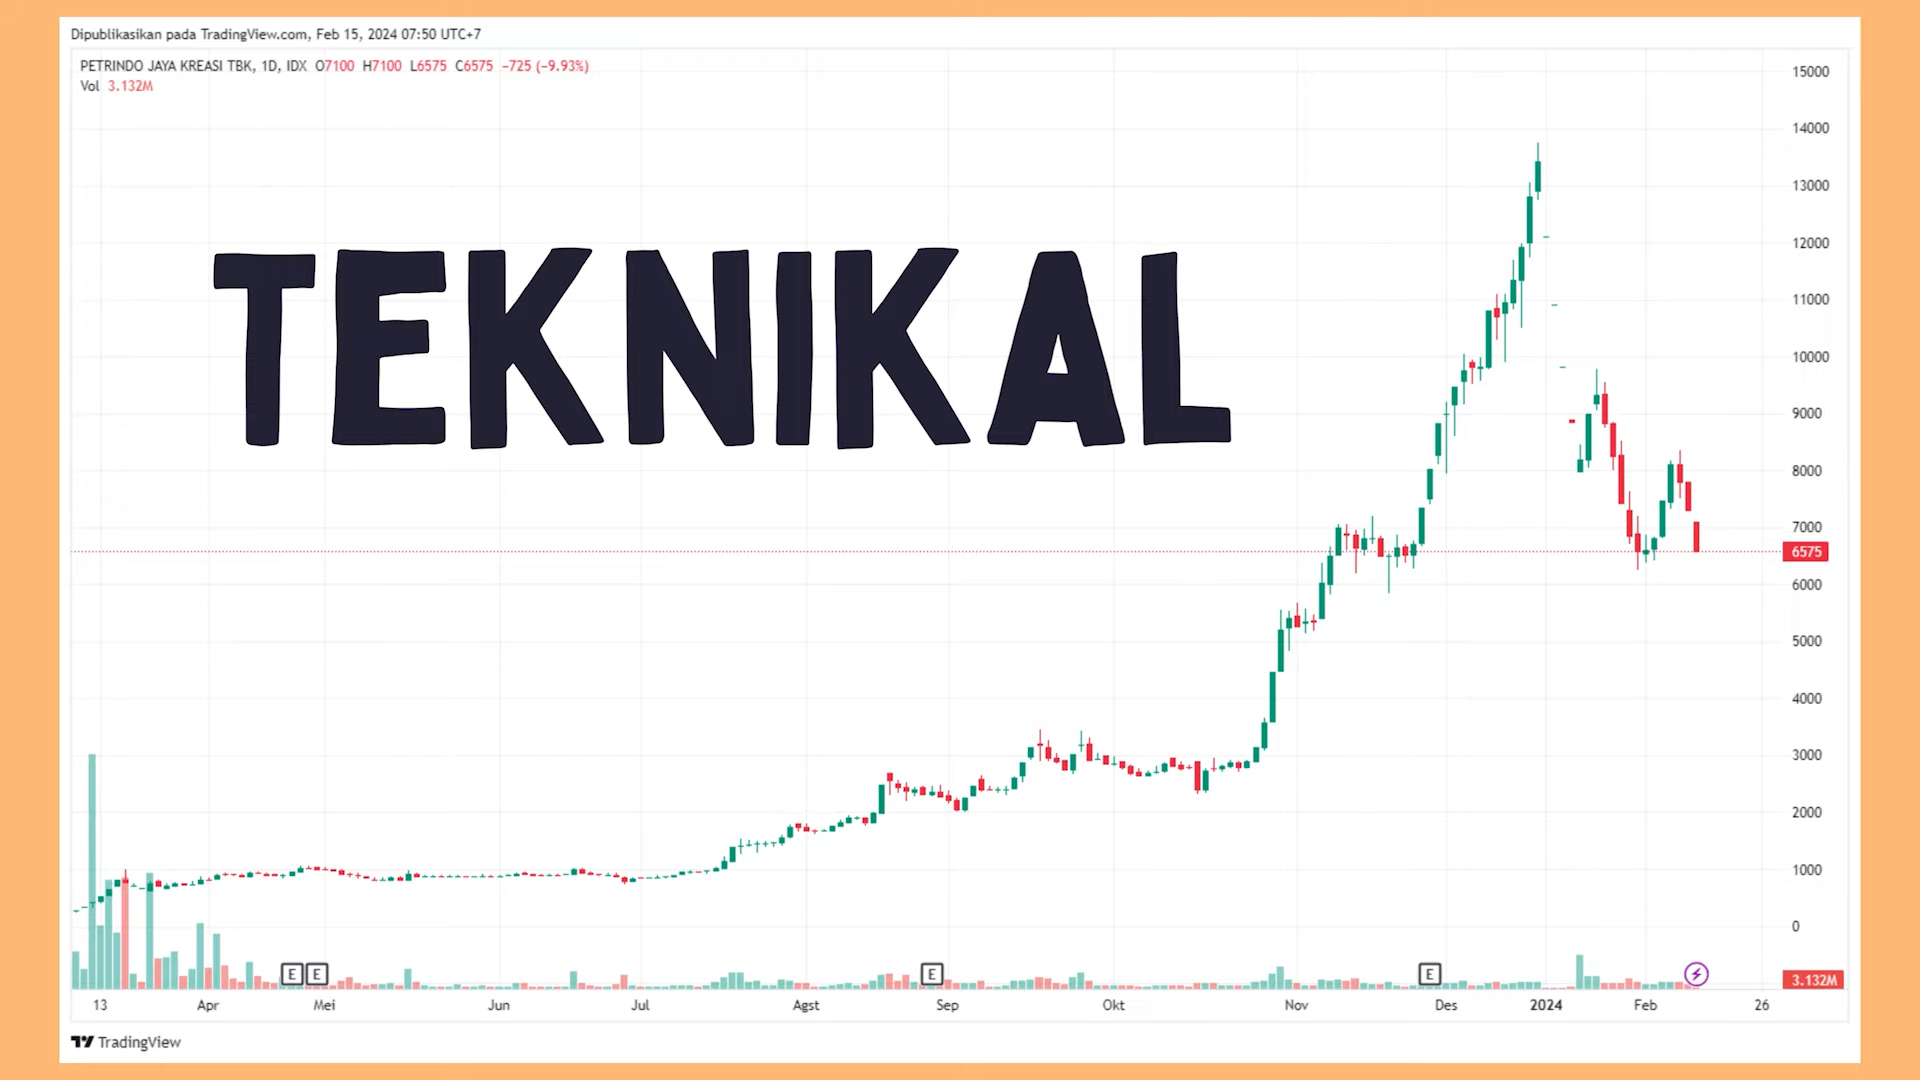 Dipublikasikan pada TradingView.com, Feb 15, 2024 07:50 UTC+7
PETRINDO JAYA KREASI TBK, 1D, IDX O7100 H7100 L6575 C6575 −725 (−9.93%)
Vol 3.132M
TEKNIKAL
15000
14000
13000
12000
11000
10000
9000
8000
7000
6575
6000
5000
4000
3000
2000
1000
0
3.132M
E E E E
13 Apr Mei Jun Jul Agst Sep Okt Nov Des 2024 Feb 26
TradingView